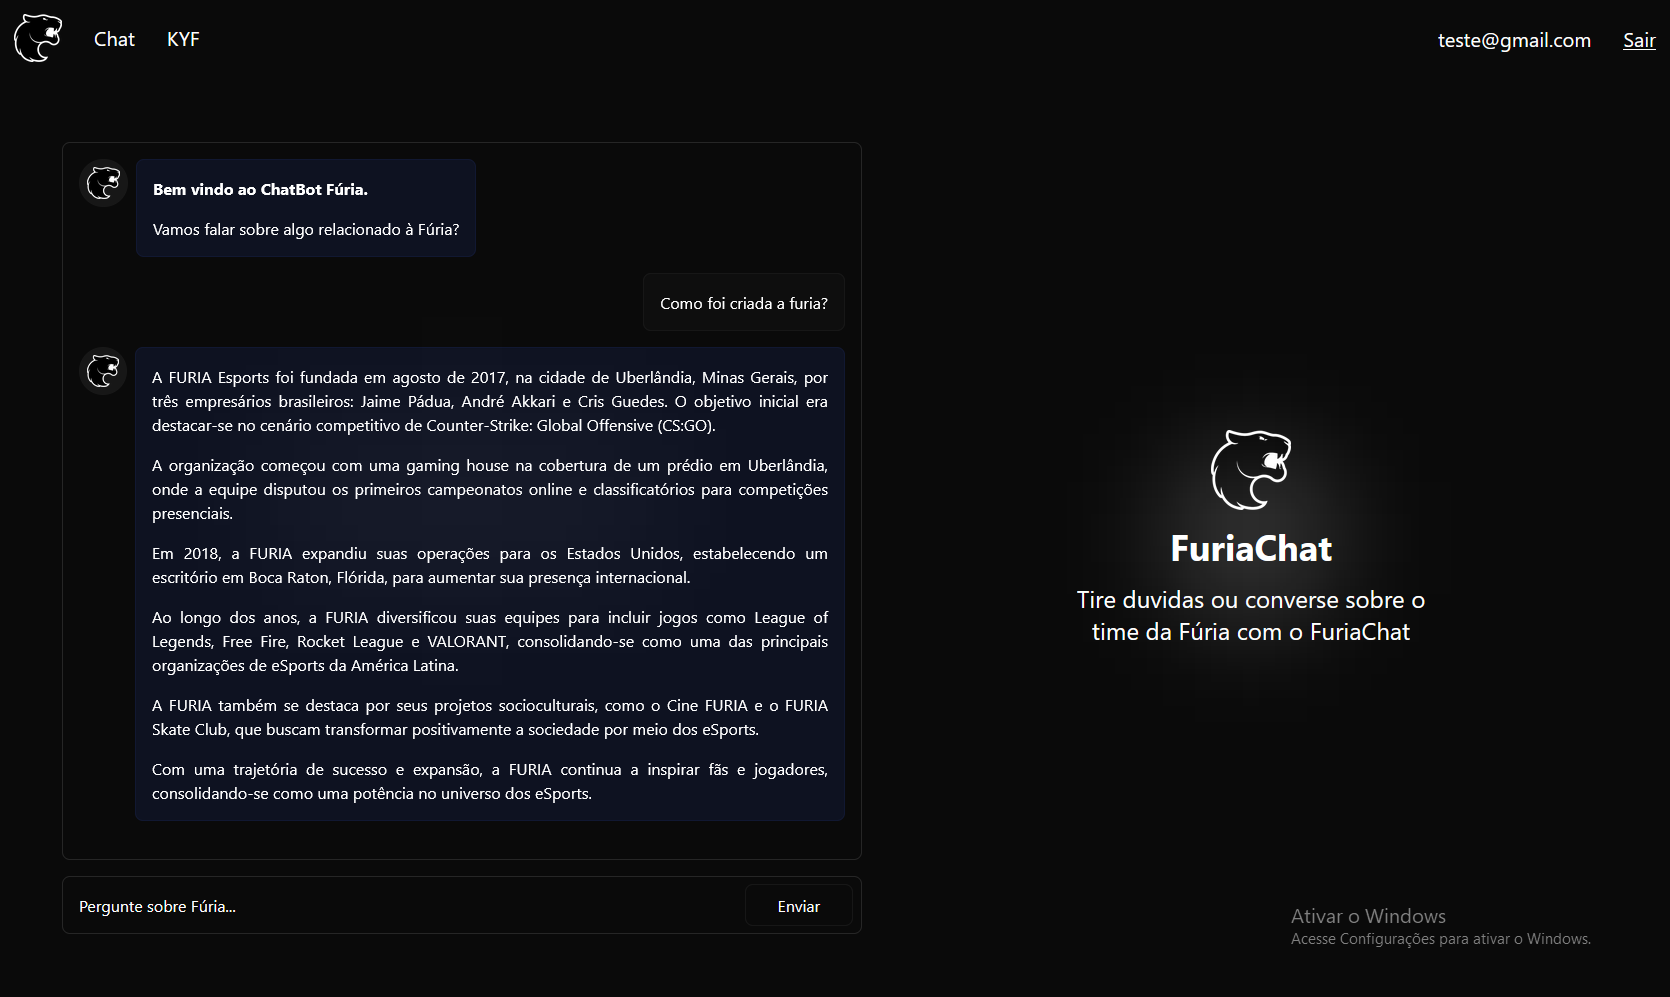 Chat
KYF
teste@gmail.com
Sair
Bem vindo ao ChatBot Fúria.
Vamos falar sobre algo relacionado à Fúria?
Como foi criada a furia?
A FURIA Esports foi fundada em agosto de 2017, na cidade de Uberlândia, Minas Gerais, por
três empresários brasileiros: Jaime Pádua, André Akkari e Cris Guedes. O objetivo inicial era
destacar-se no cenário competitivo de Counter-Strike: Global Offensive (CS:GO).
A organização começou com uma gaming house na cobertura de um prédio em Uberlândia,
onde a equipe disputou os primeiros campeonatos online e classificatórios para competições
presenciais.
Em 2018, a FURIA expandiu suas operações para os Estados Unidos, estabelecendo um
escritório em Boca Raton, Flórida, para aumentar sua presença internacional.
Ao longo dos anos, a FURIA diversificou suas equipes para incluir jogos como League of
Legends, Free Fire, Rocket League e VALORANT, consolidando-se como uma das principais
organizações de eSports da América Latina.
A FURIA também se destaca por seus projetos socioculturais, como o Cine FURIA e o FURIA
Skate Club, que buscam transformar positivamente a sociedade por meio dos eSports.
Com uma trajetória de sucesso e expansão, a FURIA continua a inspirar fãs e jogadores,
consolidando-se como uma potência no universo dos eSports.
Pergunte sobre Fúria...
Enviar
FuriaChat
Tire duvidas ou converse sobre o
time da Fúria com o FuriaChat
Ativar o Windows
Acesse Configurações para ativar o Windows.